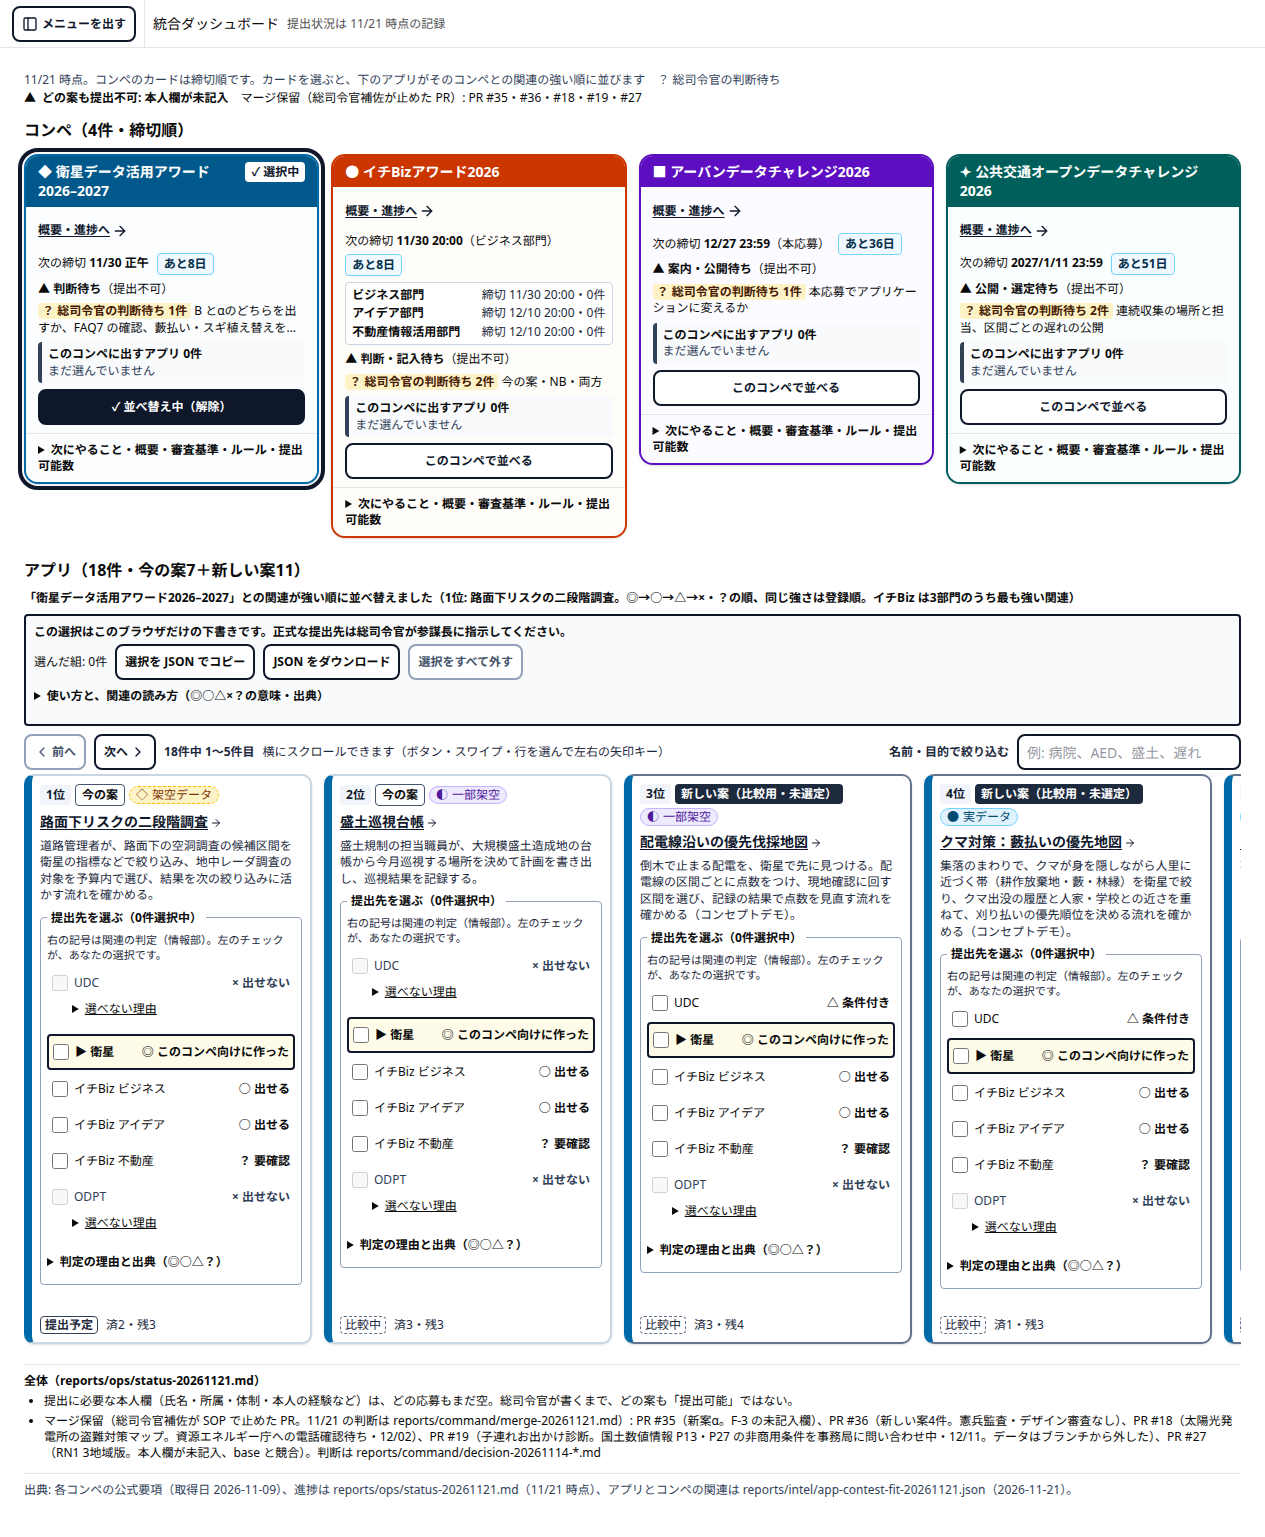 メニューを出す
統合ダッシュボード 提出状況は 11/21 時点の記録
11/21 時点。コンペのカードは締切順です。カードを選ぶと、下のアプリがそのコンペとの関連の強い順に並びます ？ 総司令官の判断待ち
▲ どの案も提出不可: 本人欄が未記入 マージ保留（総司令官補佐が止めた PR）: PR #35・#36・#18・#19・#27
コンペ（4件・締切順）
◆ 衛星データ活用アワード
2026–2027
✓ 選択中
概要・進捗へ →
次の締切 11/30 正午 あと8日
▲ 判断待ち（提出不可）
？ 総司令官の判断待ち 1件 B とαのどちらを出
すか、FAQ7 の確認、藪払い・スギ植え替えを...
このコンペに出すアプリ 0件
まだ選んでいません
✓ 並べ替え中（解除）
▶ 次にやること・概要・審査基準・ルール・提出
可能数
● イチBizアワード2026
概要・進捗へ →
次の締切 11/30 20:00（ビジネス部門）
あと8日
ビジネス部門 締切 11/30 20:00・0件
アイデア部門 締切 12/10 20:00・0件
不動産情報活用部門 締切 12/10 20:00・0件
▲ 判断・記入待ち（提出不可）
？ 総司令官の判断待ち 2件 今の案・NB・両方
このコンペに出すアプリ 0件
まだ選んでいません
このコンペで並べる
▶ 次にやること・概要・審査基準・ルール・提出
可能数
■ アーバンデータチャレンジ2026
概要・進捗へ →
次の締切 12/27 23:59（本応募） あと36日
▲ 案内・公開待ち（提出不可）
？ 総司令官の判断待ち 1件 本応募でアプリケー
ションに変えるか
このコンペに出すアプリ 0件
まだ選んでいません
このコンペで並べる
▶ 次にやること・概要・審査基準・ルール・提出
可能数
✦ 公共交通オープンデータチャレンジ
2026
概要・進捗へ →
次の締切 2027/1/11 23:59 あと51日
▲ 公開・選定待ち（提出不可）
？ 総司令官の判断待ち 2件 連続収集の場所と担
当、区間ごとの遅れの公開
このコンペに出すアプリ 0件
まだ選んでいません
このコンペで並べる
▶ 次にやること・概要・審査基準・ルール・提出
可能数
アプリ（18件・今の案7＋新しい案11）
「衛星データ活用アワード2026–2027」との関連が強い順に並べ替えました（1位: 路面下リスクの二段階調査。◎→○→△→×・？の順、同じ強さは登録順。イチBiz は3部門のうち最も強い関連）
この選択はこのブラウザだけの下書きです。正式な提出先は総司令官が参謀長に指示してください。
選んだ組: 0件 選択を JSON でコピー JSON をダウンロード 選択をすべて外す
▶ 使い方と、関連の読み方（◎○△×？の意味・出典）
＜ 前へ 次へ ＞ 18件中 1〜5件目 横にスクロールできます（ボタン・スワイプ・行を選んで左右の矢印キー） 名前・目的で絞り込む 例: 病院、AED、盛土、遅れ
1位 今の案 ◇ 架空データ
路面下リスクの二段階調査 →
道路管理者が、路面下の空洞調査の候補区間を
衛星の指標などで絞り込み、地中レーダ調査の
対象を予算内で選び、結果を次の絞り込みに活
かす流れを確かめる。
提出先を選ぶ（0件選択中）
右の記号は関連の判定（情報部）。左のチェック
が、あなたの選択です。
UDC × 出せない
▶ 選べない理由
▶ 衛星 ◎ このコンペ向けに作った
イチBiz ビジネス ○ 出せる
イチBiz アイデア ○ 出せる
イチBiz 不動産 ？ 要確認
ODPT × 出せない
▶ 選べない理由
▶ 判定の理由と出典（◎○△？）
提出予定 済2・残3
2位 今の案 ◐ 一部架空
盛土巡視台帳 →
盛土規制の担当職員が、大規模盛土造成地の台
帳から今月巡視する場所を決めて計画を書き出
し、巡視結果を記録する。
提出先を選ぶ（0件選択中）
右の記号は関連の判定（情報部）。左のチェック
が、あなたの選択です。
UDC × 出せない
▶ 選べない理由
▶ 衛星 ◎ このコンペ向けに作った
イチBiz ビジネス ○ 出せる
イチBiz アイデア ○ 出せる
イチBiz 不動産 ？ 要確認
ODPT × 出せない
▶ 選べない理由
▶ 判定の理由と出典（◎○△？）
比較中 済3・残3
3位 新しい案（比較用・未選定）
◐ 一部架空
配電線沿いの優先伐採地図 →
倒木で止まる配電を、衛星で先に見つける。配
電線の区間ごとに点数をつけ、現地確認に回す
区間を選び、記録の結果で点数を見直す流れを
確かめる（コンセプトデモ）。
提出先を選ぶ（0件選択中）
右の記号は関連の判定（情報部）。左のチェック
が、あなたの選択です。
UDC △ 条件付き
▶ 衛星 ◎ このコンペ向けに作った
イチBiz ビジネス ○ 出せる
イチBiz アイデア ○ 出せる
イチBiz 不動産 ？ 要確認
ODPT × 出せない
▶ 選べない理由
▶ 判定の理由と出典（◎○△？）
比較中 済3・残4
4位 新しい案（比較用・未選定）
● 実データ
クマ対策：藪払いの優先地図 →
集落のまわりで、クマが身を隠しながら人里に
近づく帯（耕作放棄地・藪・林縁）を衛星で絞
り、クマ出没の履歴と人家・学校との近さを重
ねて、刈り払いの優先順位を決める流れを確か
める（コンセプトデモ）。
提出先を選ぶ（0件選択中）
右の記号は関連の判定（情報部）。左のチェック
が、あなたの選択です。
UDC △ 条件付き
▶ 衛星 ◎ このコンペ向けに作った
イチBiz ビジネス ○ 出せる
イチBiz アイデア ○ 出せる
イチBiz 不動産 ？ 要確認
ODPT × 出せない
▶ 選べない理由
▶ 判定の理由と出典（◎○△？）
比較中 済1・残3
全体（reports/ops/status-20261121.md）
• 提出に必要な本人欄（氏名・所属・体制・本人の経験など）は、どの応募もまだ空。総司令官が書くまで、どの案も「提出可能」ではない。
• マージ保留（総司令官補佐が SOP で止めた PR。11/21 の判断は reports/command/merge-20261121.md）: PR #35（新案α。F-3 の未記入欄）、PR #36（新しい案4件。憲兵監査・デザイン審査なし）、PR #18（太陽光発
電所の盗難対策マップ。資源エネルギー庁への電話確認待ち・12/02）、PR #19（子連れお出かけ診断。国土数値情報 P13・P27 の非商用条件を事務局に問い合わせ中・12/11。データはブランチから外した）、PR #27
（RN1 3地域版。本人欄が未記入、base と競合）。判断は reports/command/decision-20261114-*.md
出典: 各コンペの公式要項（取得日 2026-11-09）、進捗は reports/ops/status-20261121.md（11/21 時点）、アプリとコンペの関連は reports/intel/app-contest-fit-20261121.json（2026-11-21）。